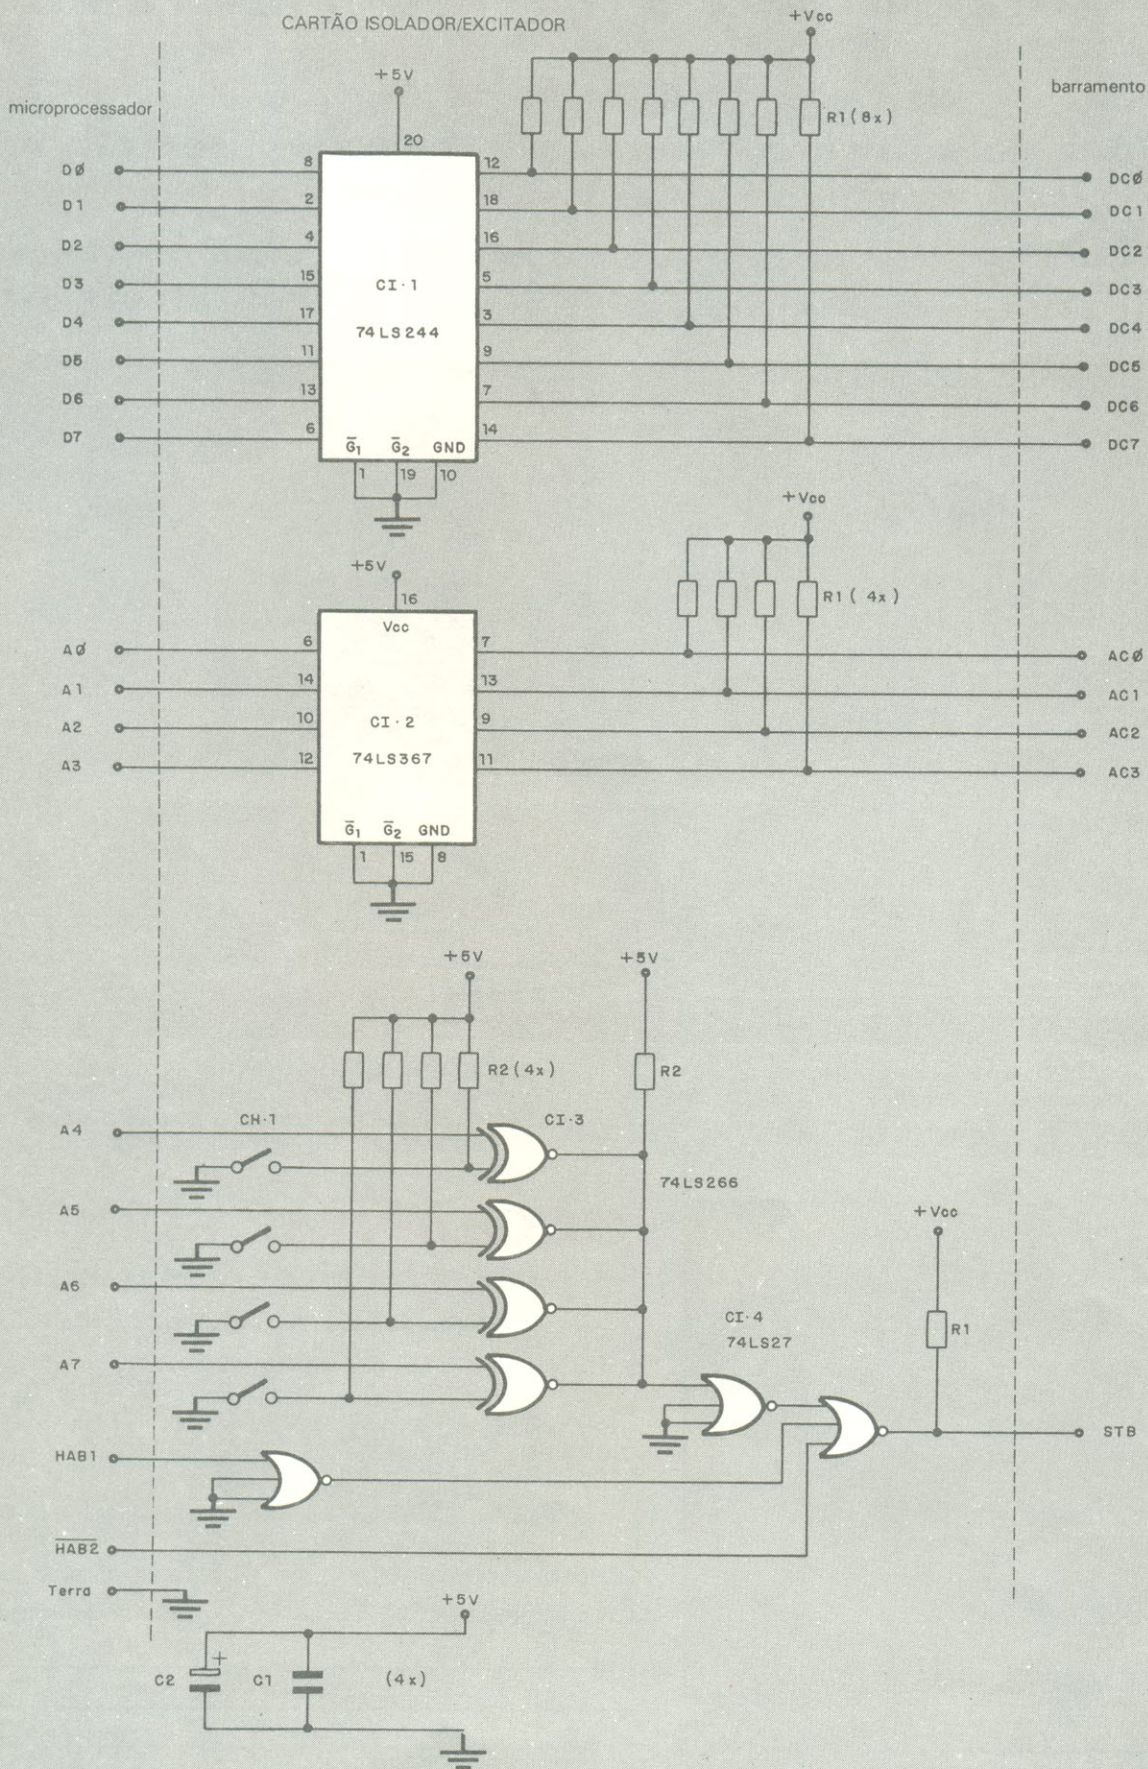 CARTÃO ISOLADOR/EXCITADOR
+Vcc
+5V
microprocessador
barramento
R1(8x)
20
DØ 8 12 DCØ
D1 2 18 DC1
D2 4 16 DC2
D3 15 5 DC3
CI·1
D4 17 3 DC4
74LS244
D5 11 9 DC5
D6 13 7 DC6
D7 6 14 DC7
G̅1 G̅2 GND
1 19 10
+Vcc
+5V
16
R1( 4x)
Vcc
AØ 6 7 ACØ
A1 14 13 AC1
A2 10 9 AC2
CI·2
A3 12 11 AC3
74LS367
G̅1 G̅2 GND
1 15 8
+5V +5V
R2(4x) R2
A4 CH·1 CI·3
74LS266
A5
+Vcc
A6
CI·4
74LS27
R1
A7
STB
HAB1
H̅A̅B̅2̅
Terra
+5V
+
C2 C1 (4x)